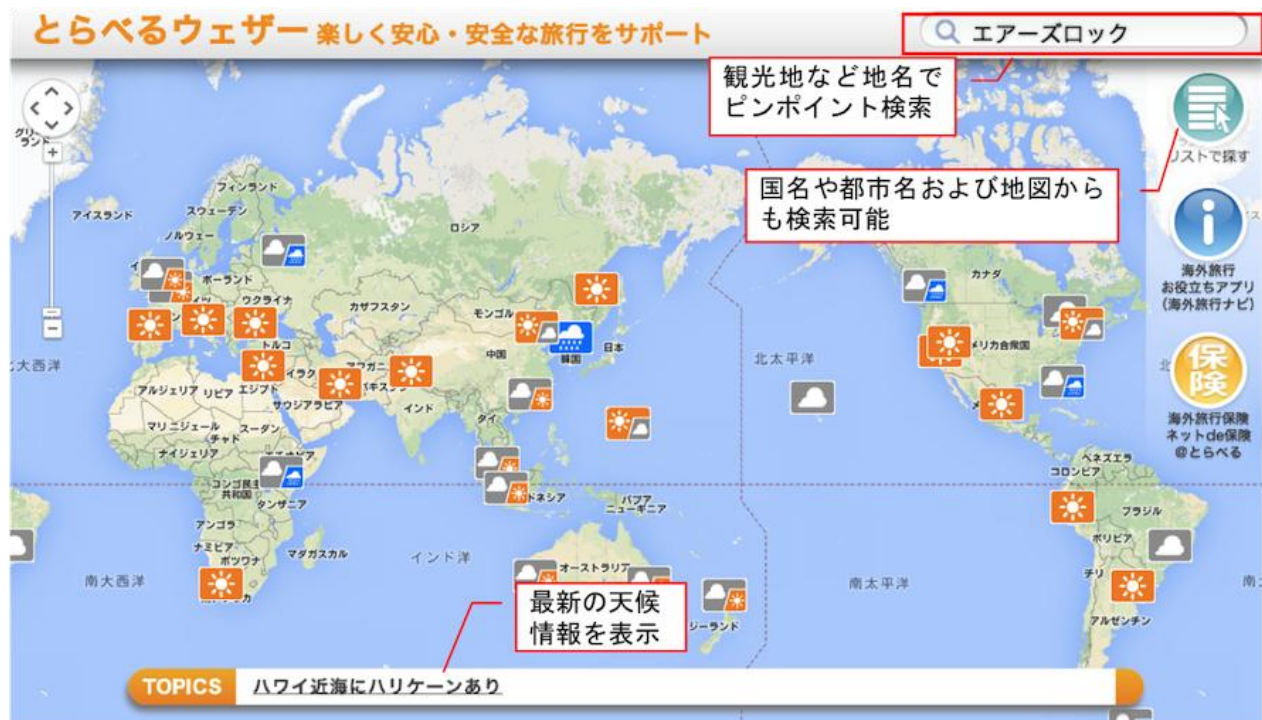 とらべるウェザー 楽しく安心・安全な旅行をサポート
エアーズロック
観光地など地名で
ピンポイント検索
リストで探す
国名や都市名および地図から
も検索可能
海外旅行
お役立ちアプリ
(海外旅行ナビ)
保険
海外旅行保険
ネットde保険
@とらべる
フィンランド
アイスランド
スウェーデン
ノルウェー
ロシア
カナダ
ポーランド
ウクライナ
カザフスタン
モンゴル
トルコ
中国
韓国
日本
北太平洋
メリカ合衆国
イラク
アルジェリア
リビア
エジプト
サウジアラビア
インド
マリ
ニジェール
チャド
スーダン
タイ
ナイジェリア
ベネズエラ
コロンビア
コンゴ民主
共和国
タンザニア
ドネシア
パプア
ニューギニア
ブラジル
アンゴラ
ナミビア
ボツワナ
マダガスカル
インド洋
オーストラリア
ボリビア
チリ
南大西洋
南太平洋
ジーランド
アルゼンチン
最新の天候
情報を表示
TOPICS
ハワイ近海にハリケーンあり